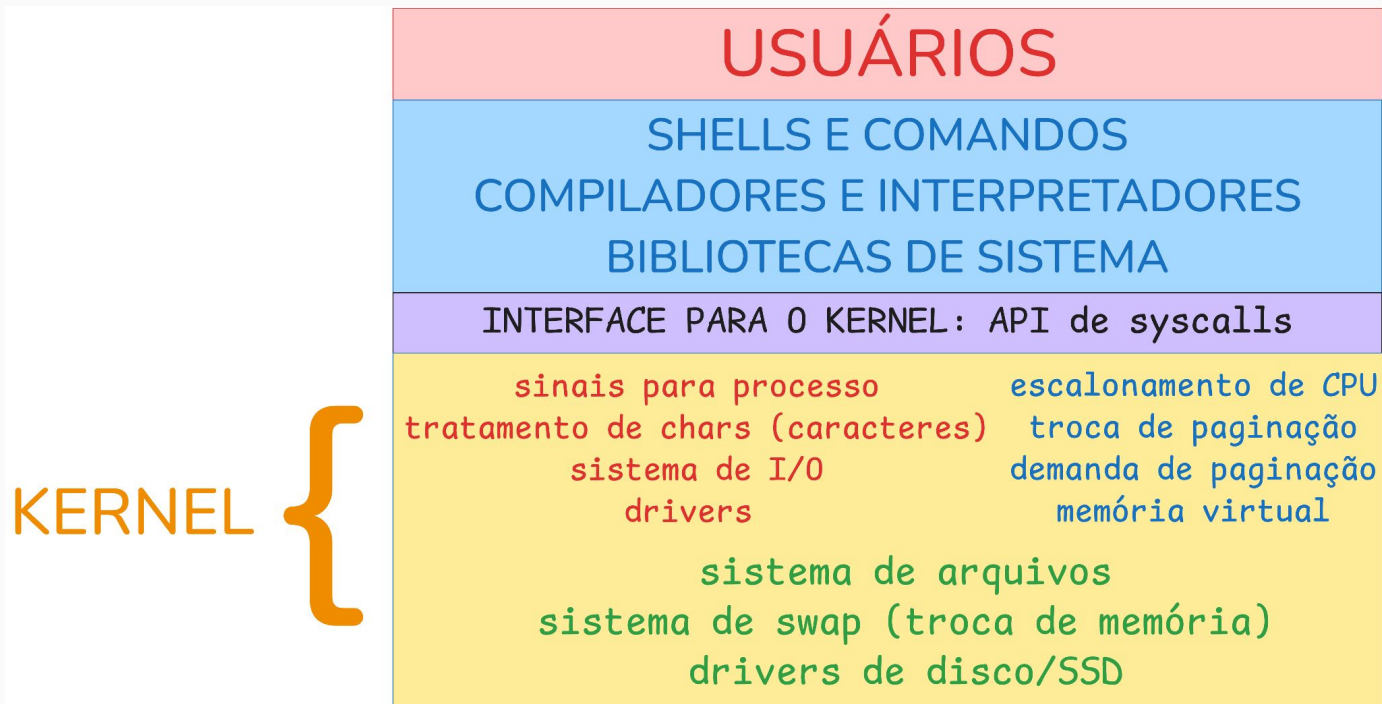 USUÁRIOS
SHELLS E COMANDOS
COMPILADORES E INTERPRETADORES
BIBLIOTECAS DE SISTEMA
INTERFACE PARA O KERNEL: API de syscalls
KERNEL {
sinais para processo
tratamento de chars (caracteres)
sistema de I/O
drivers
escalonamento de CPU
troca de paginação
demanda de paginação
memória virtual
sistema de arquivos
sistema de swap (troca de memória)
drivers de disco/SSD